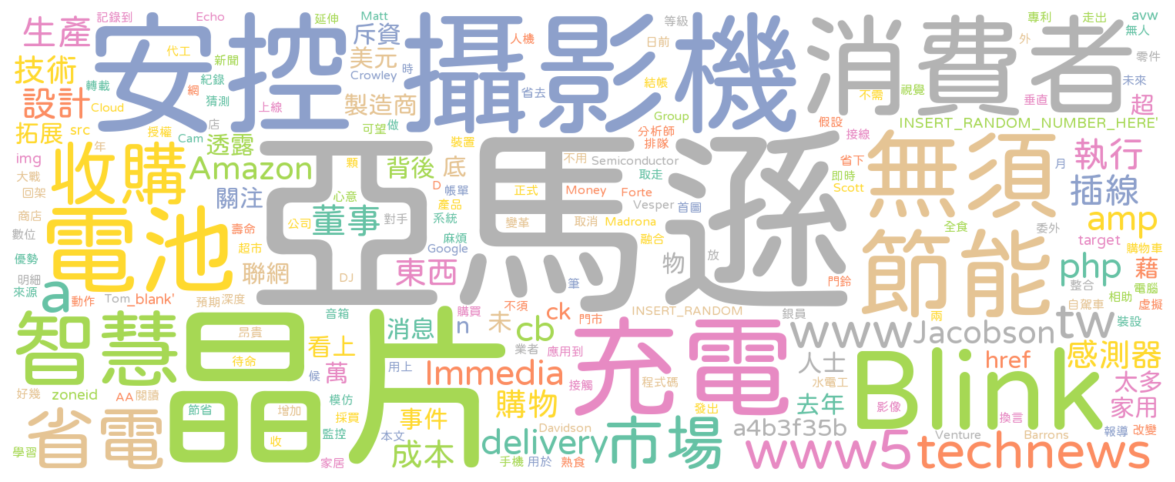 生產 記錄到 Echo 延伸 Matt 人機 等級 專利 走出 avw
安控攝影機 消費者
代工 新聞 斥資 日前 外 無人
技術 轉載 紀錄 美元 時 結帳 零件
網 猜測 Crowley 省去 不需 視覺 未來
設計 Cloud 上線 製造商 Group 假設 垂直 超
拓展 src 授權 店 可望 做 分析師 接線 INSERT_RANDOM_NUMBER_HERE'
Cam 透露 裝置 排隊
img 年 顆 背後 底 不用 Semiconductor 省下 月 執行
大戰 收購 Amazon 取走 即時
回架 關注 心意 D 帳單 正式 Money Forte Scott 無須 插線
商店 電池 亞馬遜 產品 Vesper 首圖
數位 壽命 公司 董事 對手 系統 變革 取消 Madrona 全食 amp
優勢 超市 麻煩 融合 委外 target 購物車
明細 聯網 DJ Google 東西 物 放 門鈴 節能 php 藉 電腦
來源 a 動作 筆 整合 自駕車 相助 虛擬
Tom _blank' 預期 深度 購買 不須 門市 INSERT_RANDOM 銀員 兩 tw 裝設
音箱 消息 n 未 ck www Jacobson
智慧 晶片 昂貴 業者 cb 應用到 充電 人士 感測器
待命 看上 用上 Blink href
候 萬 Immedia 接觸 程式碼 水電工 太多
好幾 zoneid AA 閱讀 模仿 購物 去年 影像 家用
節省 增加 採買 事件 發出 換言
省電 收 監控 本文 delivery Davidson 市場 a4b3f35b Venture Barrons 報導 改變
學習 家居 成本 手機 用於 熟食 www5 technews